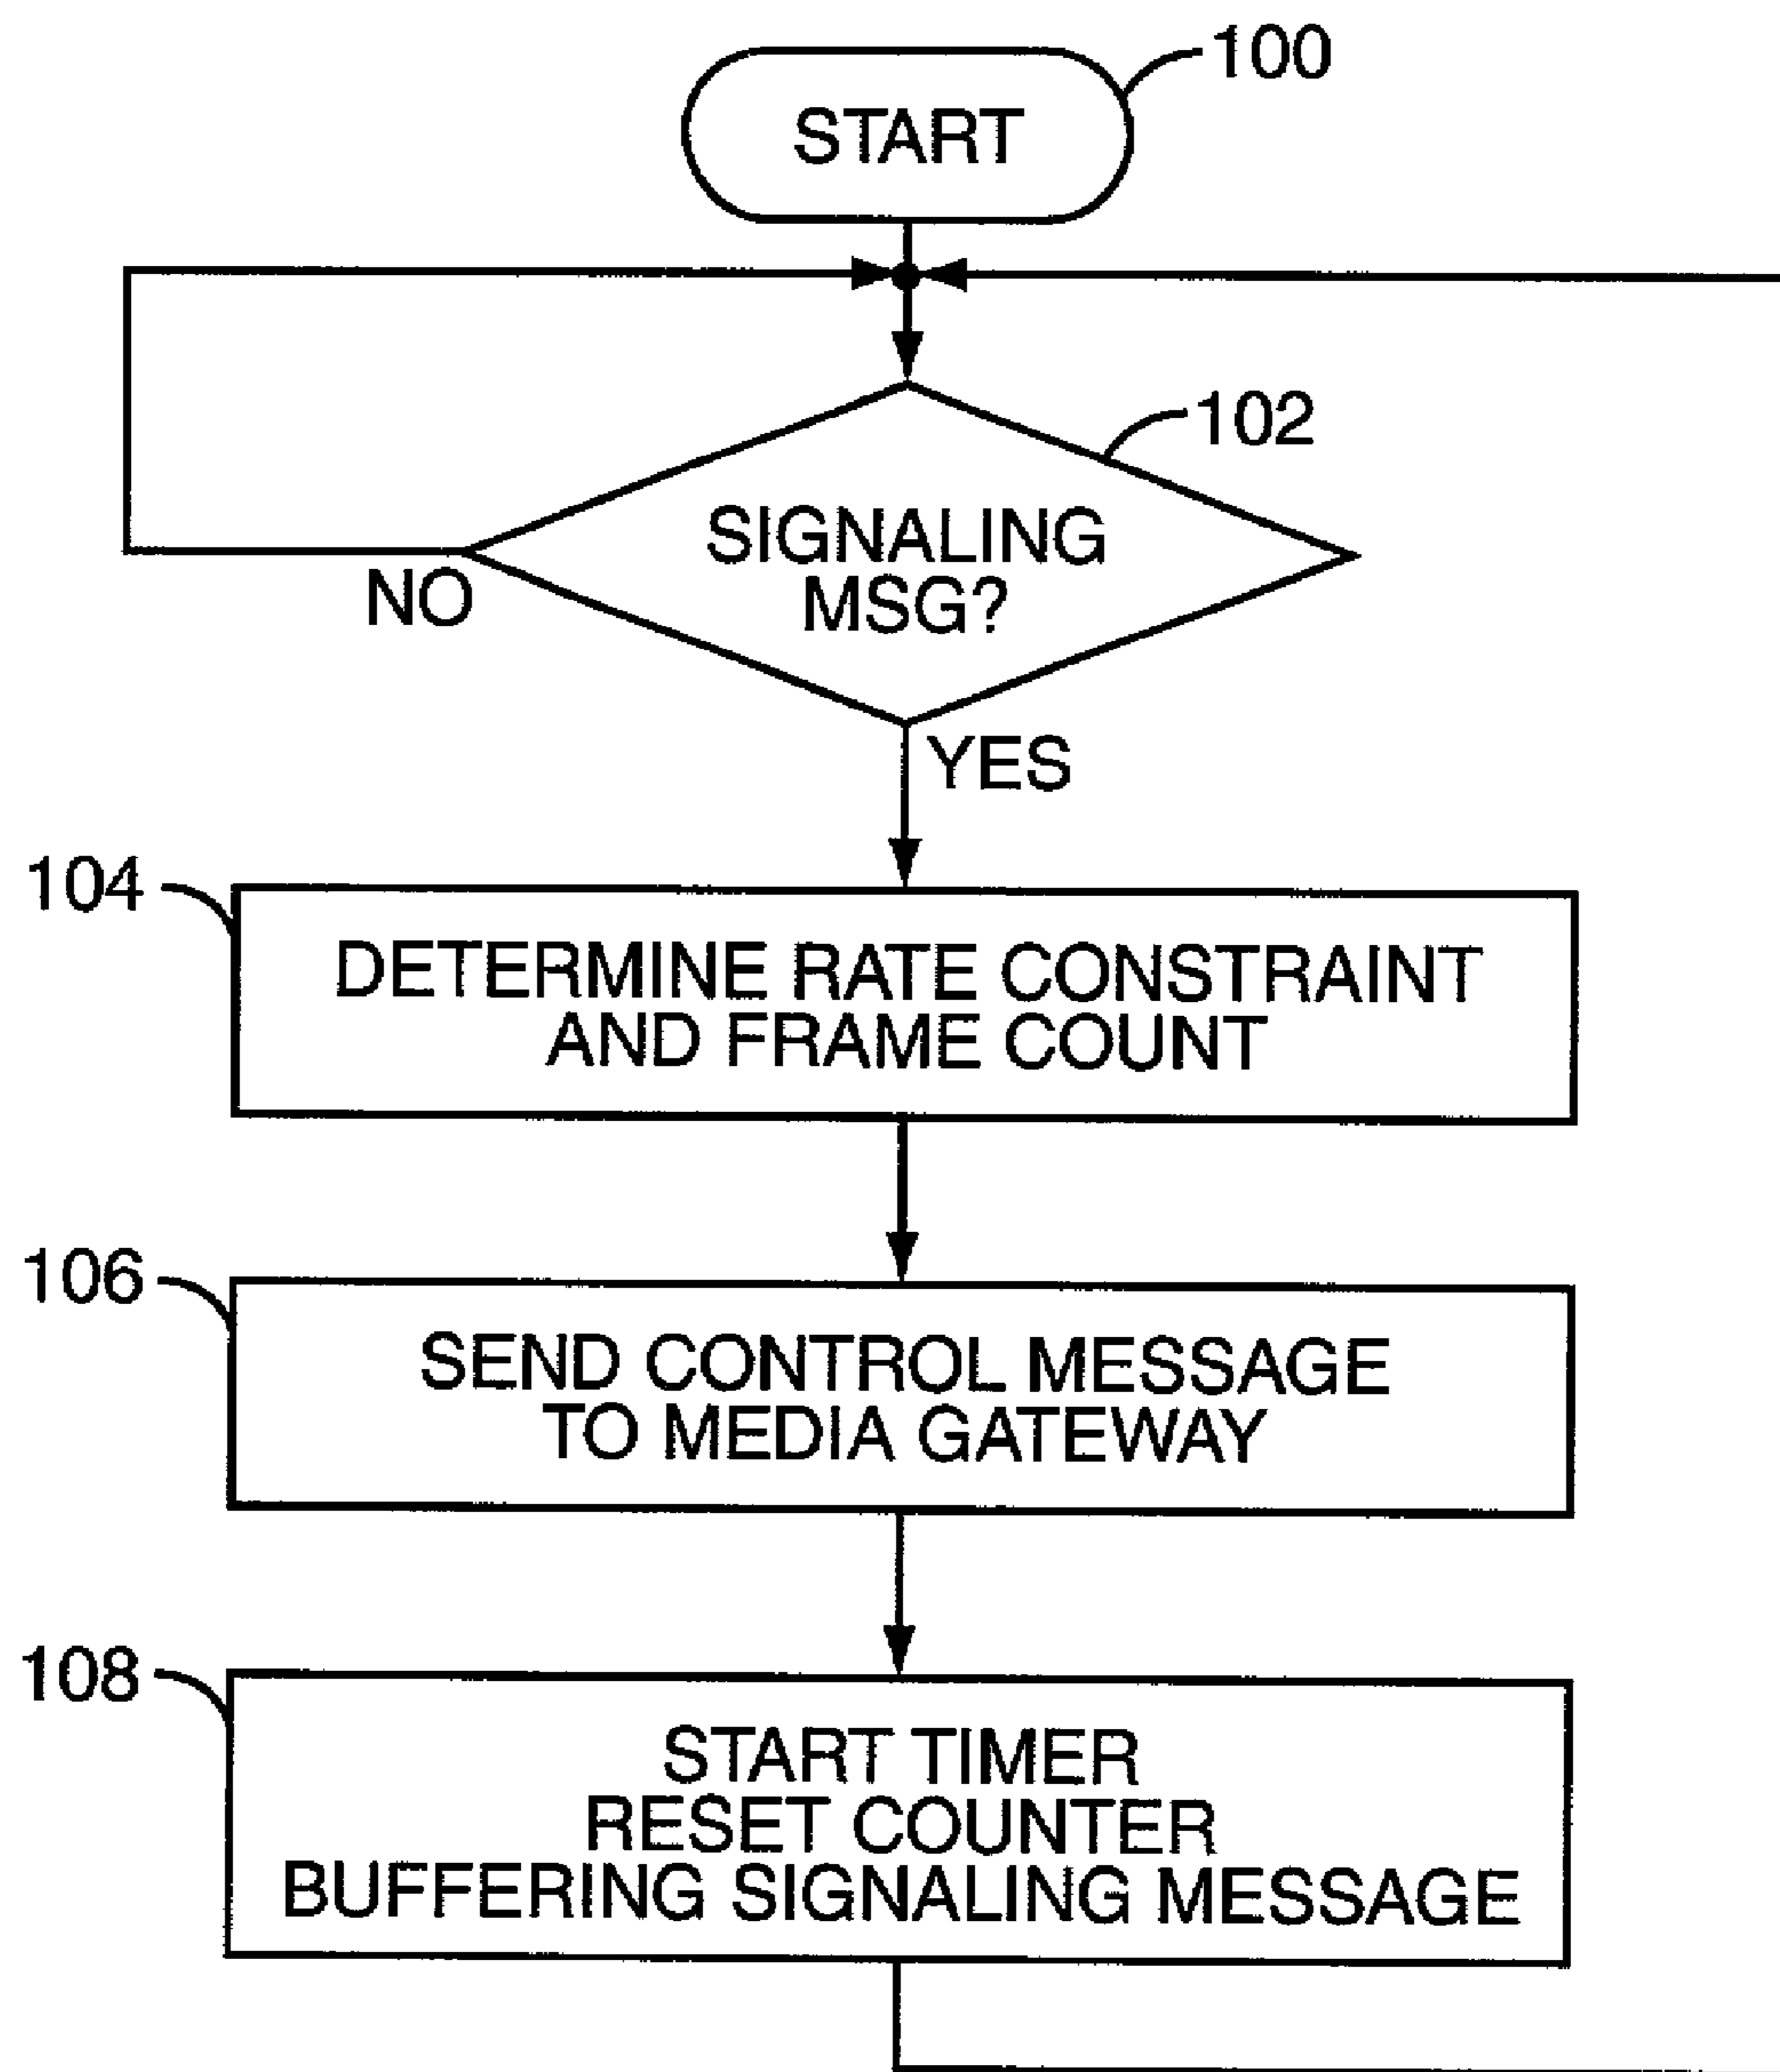 100
START
102
SIGNALING
MSG?
NO
YES
104
DETERMINE RATE CONSTRAINT
AND FRAME COUNT
106
SEND CONTROL MESSAGE
TO MEDIA GATEWAY
108
START TIMER
RESET COUNTER
BUFFERING SIGNALING MESSAGE